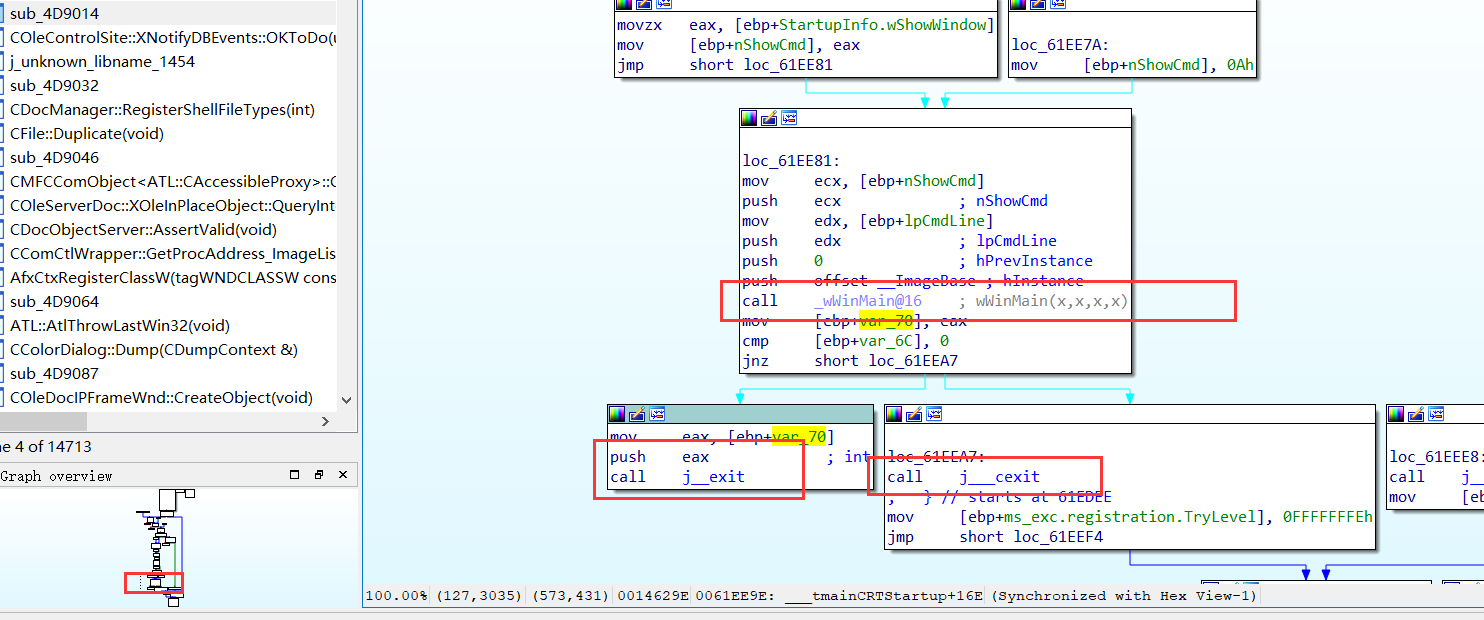 sub_4D9014
COleControlSite::XNotifyDBEvents::OKToDo(
j_unknown_libname_1454
sub_4D9032
CDocManager::RegisterShellFileTypes(int)
CFile::Duplicate(void)
sub_4D9046
CMFCComObject<ATL::CAccessibleProxy>::
COleServerDoc::XOleInPlaceObject::QueryInt
CDocObjectServer::AssertValid(void)
CComCtlWrapper::GetProcAddress_ImageLis
AfxCtxRegisterClassW(tagWNDCLASSW cons
sub_4D9064
ATL::AtlThrowLastWin32(void)
CColorDialog::Dump(CDumpContext &)
sub_4D9087
COleDocIPFrameWnd::CreateObject(void)
ne 4 of 14713
Graph overview
movzx eax, [ebp+StartupInfo.wShowWindow]
mov [ebp+nShowCmd], eax
jmp short loc_61EE81
loc_61EE7A:
mov [ebp+nShowCmd], 0Ah
loc_61EE81:
mov ecx, [ebp+nShowCmd]
push ecx ; nShowCmd
mov edx, [ebp+lpCmdLine]
push edx ; lpCmdLine
push 0 ; hPrevInstance
push offset __ImageBase ; hInstance
call _wWinMain@16 ; wWinMain(x,x,x,x)
mov [ebp+var_70], eax
cmp [ebp+var_6C], 0
jnz short loc_61EEA7
mov eax, [ebp+var_70]
push eax ; int
call j__exit
loc_61EEA7:
call j___cexit
; } // starts at 61EDEE
mov [ebp+ms_exc.registration.TryLevel], 0FFFFFFFEh
jmp short loc_61EEF4
loc_61EEE8:
call j__
mov [eb
100.00% (127,3035) (573,431) 0014629E 0061EE9E: ___tmainCRTStartup+16E (Synchronized with Hex View-1)